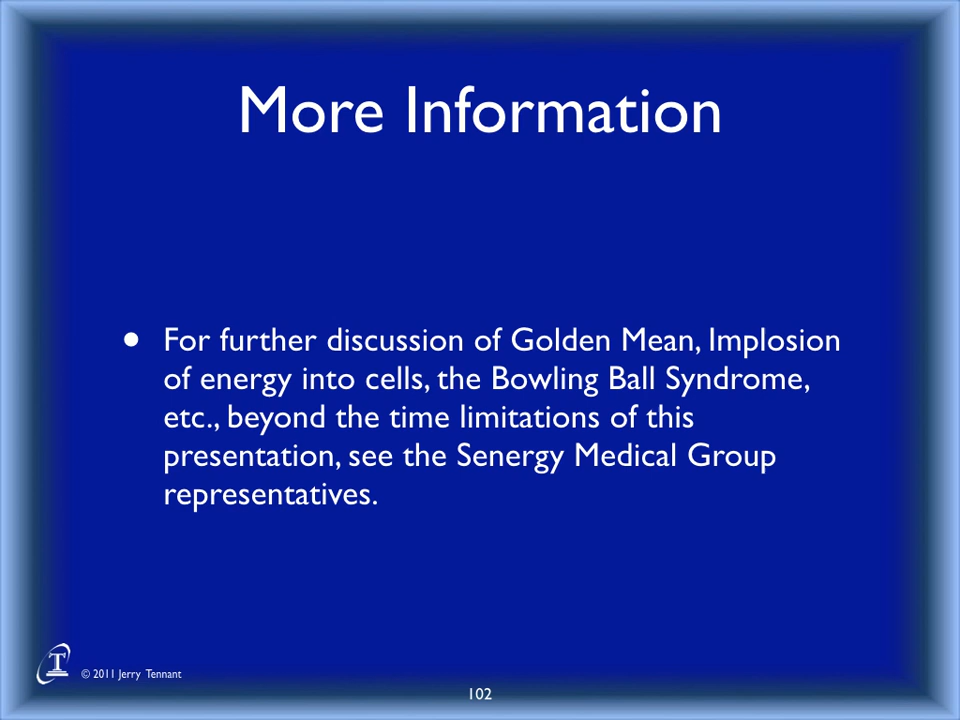 More Information
• For further discussion of Golden Mean, Implosion
of energy into cells, the Bowling Ball Syndrome,
etc., beyond the time limitations of this
presentation, see the Senergy Medical Group
representatives.
T
© 2011 Jerry Tennant
102